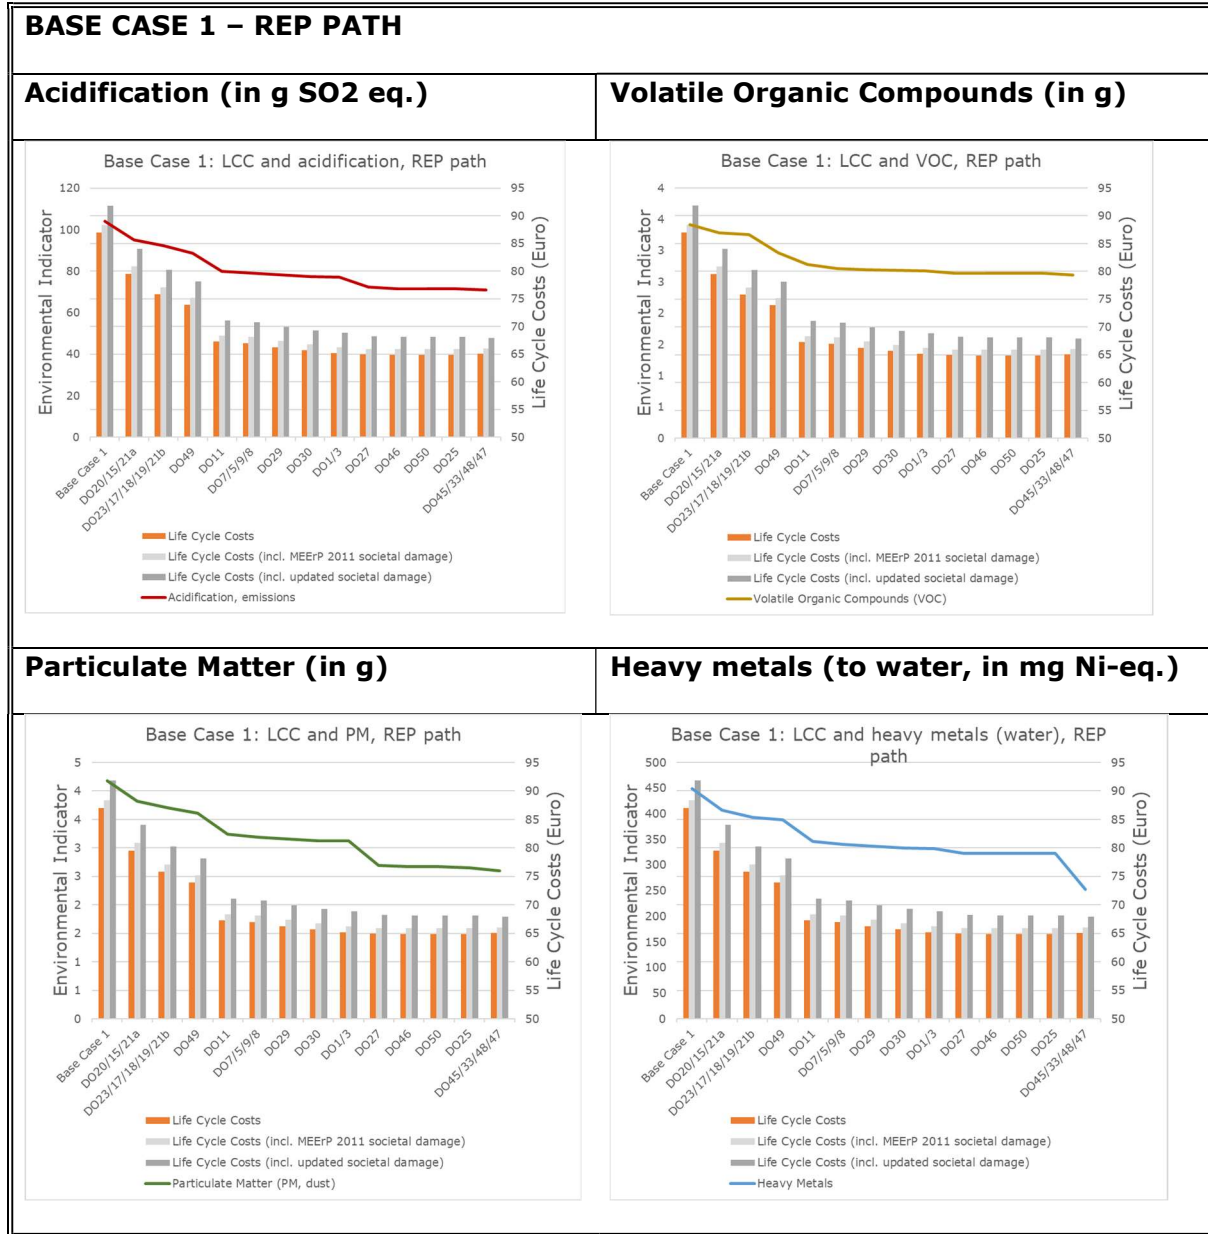 BASE CASE 1 – REP PATH
Acidification (in g SO2 eq.)
Volatile Organic Compounds (in g)
Base Case 1: LCC and acidification, REP path
120
100
80
60
40
20
0
Environmental Indicator
95
90
85
80
75
70
65
60
55
50
Life Cycle Costs (Euro)
Base Case 1
DO20/15/21a
DO23/17/18/19/21b
DO49
DO11
DO7/5/9/8
DO29
DO30
DO1/3
DO27
DO46
DO50
DO25
DO45/33/48/47
Life Cycle Costs
Life Cycle Costs (incl. MEErP 2011 societal damage)
Life Cycle Costs (incl. updated societal damage)
Acidification, emissions
Base Case 1: LCC and VOC, REP path
4
4
3
3
2
2
1
1
0
Environmental Indicator
95
90
85
80
75
70
65
60
55
50
Life Cycle Costs (Euro)
Base Case 1
DO20/15/21a
DO23/17/18/19/21b
DO49
DO11
DO7/5/9/8
DO29
DO30
DO1/3
DO27
DO46
DO50
DO25
DO45/33/48/47
Life Cycle Costs
Life Cycle Costs (incl. MEErP 2011 societal damage)
Life Cycle Costs (incl. updated societal damage)
Volatile Organic Compounds (VOC)
Particulate Matter (in g)
Heavy metals (to water, in mg Ni-eq.)
Base Case 1: LCC and PM, REP path
5
4
4
3
3
2
2
1
1
0
Environmental Indicator
95
90
85
80
75
70
65
60
55
50
Life Cycle Costs (Euro)
Base Case 1
DO20/15/21a
DO23/17/18/19/21b
DO49
DO11
DO7/5/9/8
DO29
DO30
DO1/3
DO27
DO46
DO50
DO25
DO45/33/48/47
Life Cycle Costs
Life Cycle Costs (incl. MEErP 2011 societal damage)
Life Cycle Costs (incl. updated societal damage)
Particulate Matter (PM, dust)
Base Case 1: LCC and heavy metals (water), REP
path
500
450
400
350
300
250
200
150
100
50
0
Environmental Indicator
95
90
85
80
75
70
65
60
55
50
Life Cycle Costs (Euro)
Base Case 1
DO20/15/21a
DO23/17/18/19/21b
DO49
DO11
DO7/5/9/8
DO29
DO30
DO1/3
DO27
DO46
DO50
DO25
DO45/33/48/47
Life Cycle Costs
Life Cycle Costs (incl. MEErP 2011 societal damage)
Life Cycle Costs (incl. updated societal damage)
Heavy Metals